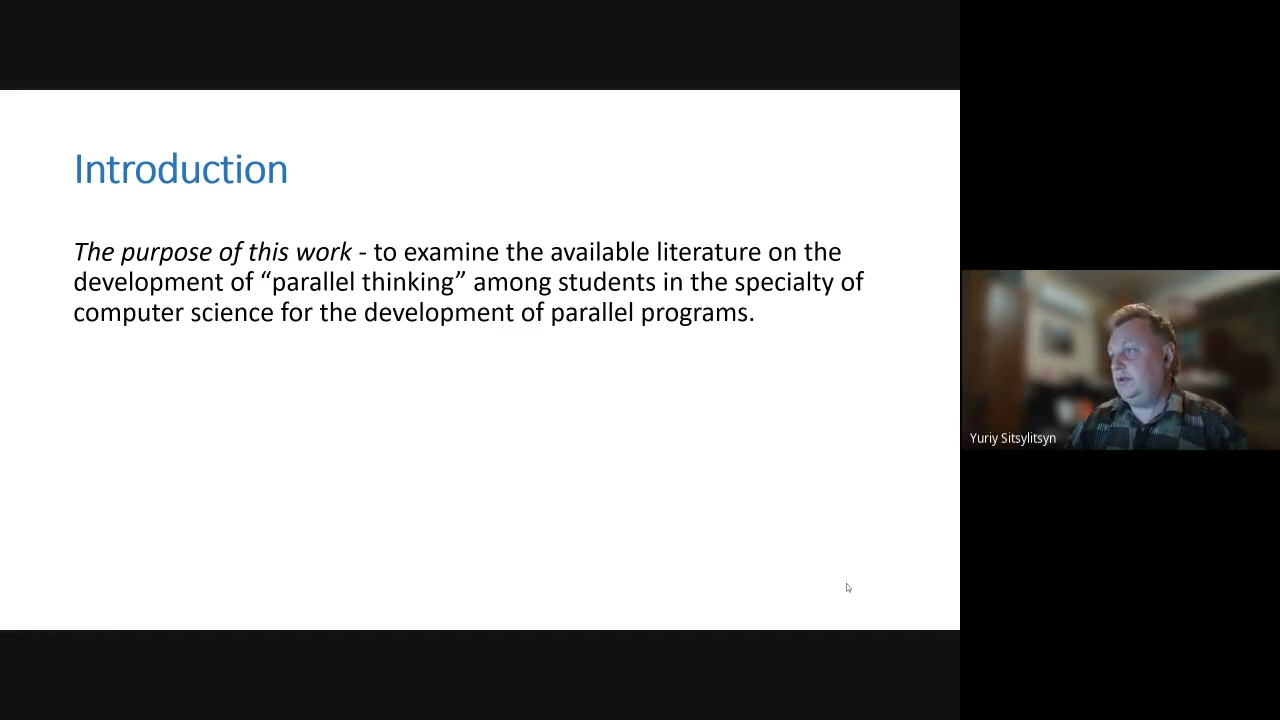 Introduction
The purpose of this work - to examine the available literature on the
development of “parallel thinking” among students in the specialty of
computer science for the development of parallel programs.
Yuriy Sitsylitsyn